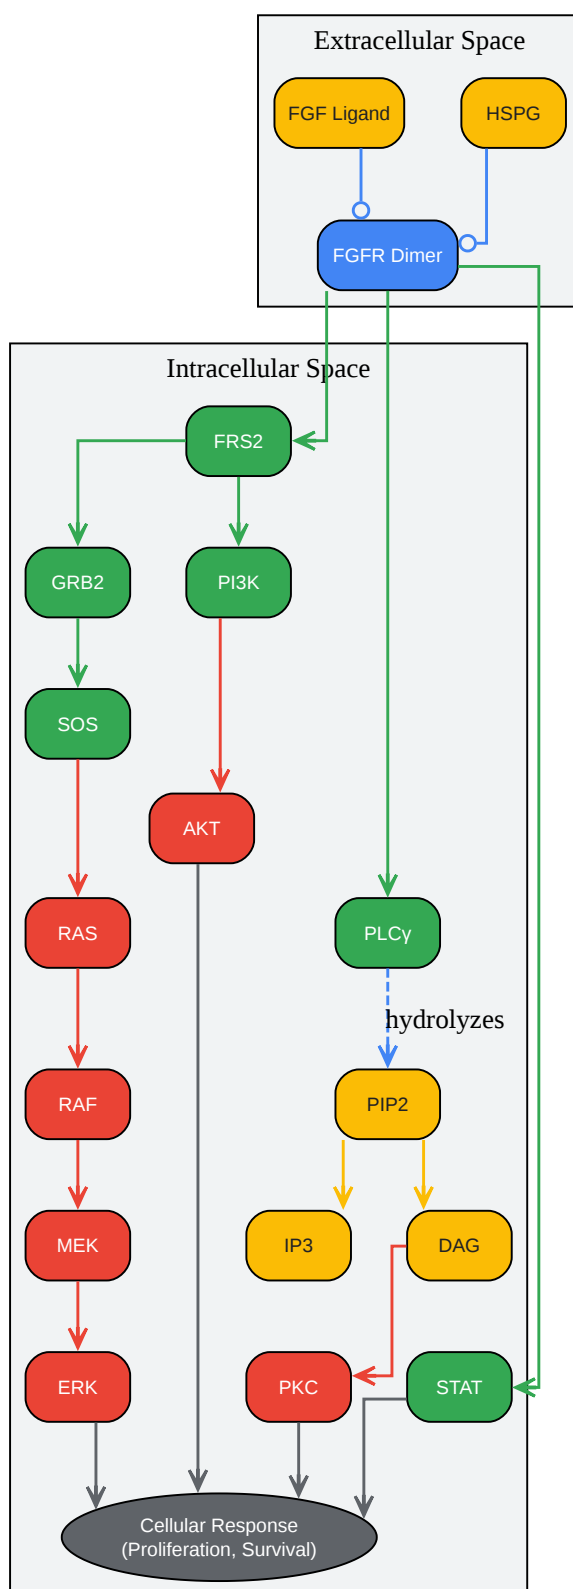 Extracellular Space
FGF Ligand
HSPG
FGFR Dimer
Intracellular Space
FRS2
GRB2
PI3K
SOS
AKT
RAS
PLCγ
hydrolyzes
RAF
PIP2
MEK
IP3
DAG
ERK
PKC
STAT
Cellular Response
(Proliferation, Survival)